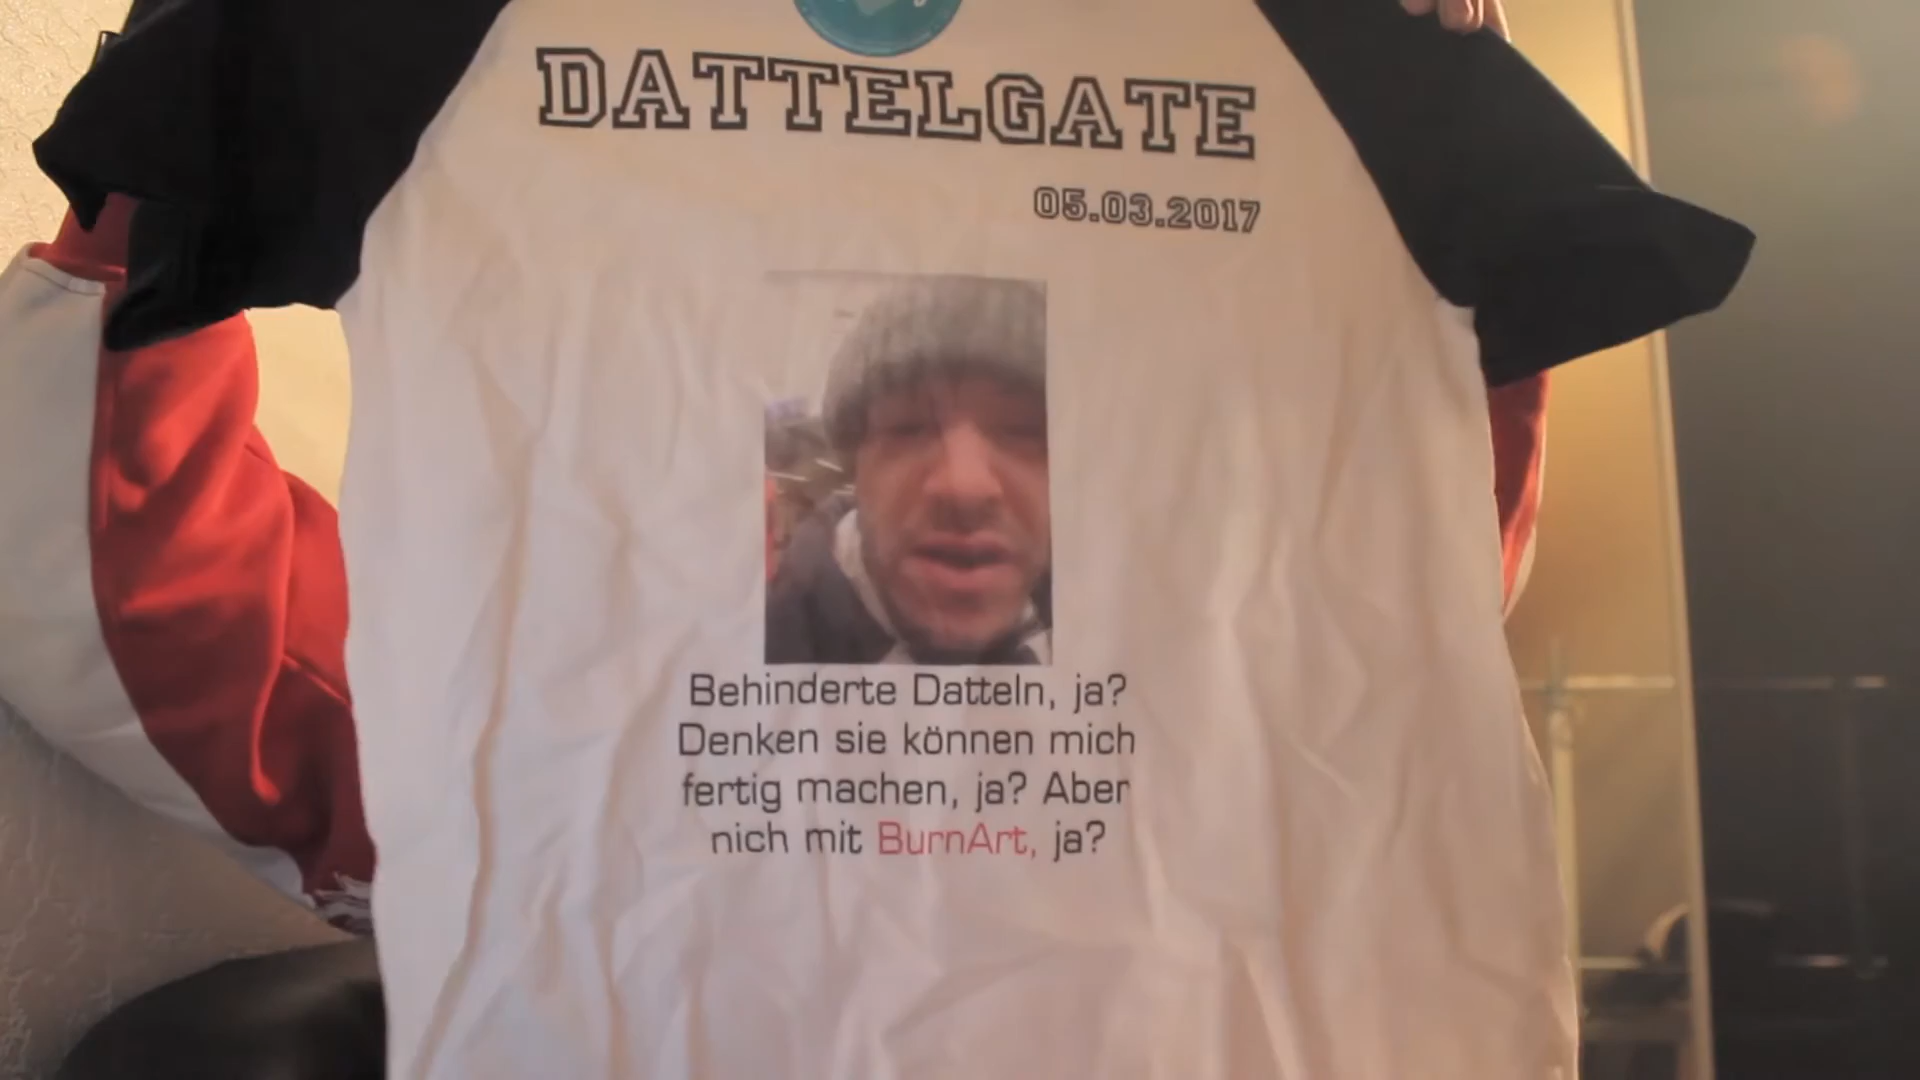 DATTELGATE
05.03.2017
Behinderte Datteln, ja?
Denken sie können mich
fertig machen, ja? Aber
nich mit BurnArt, ja?